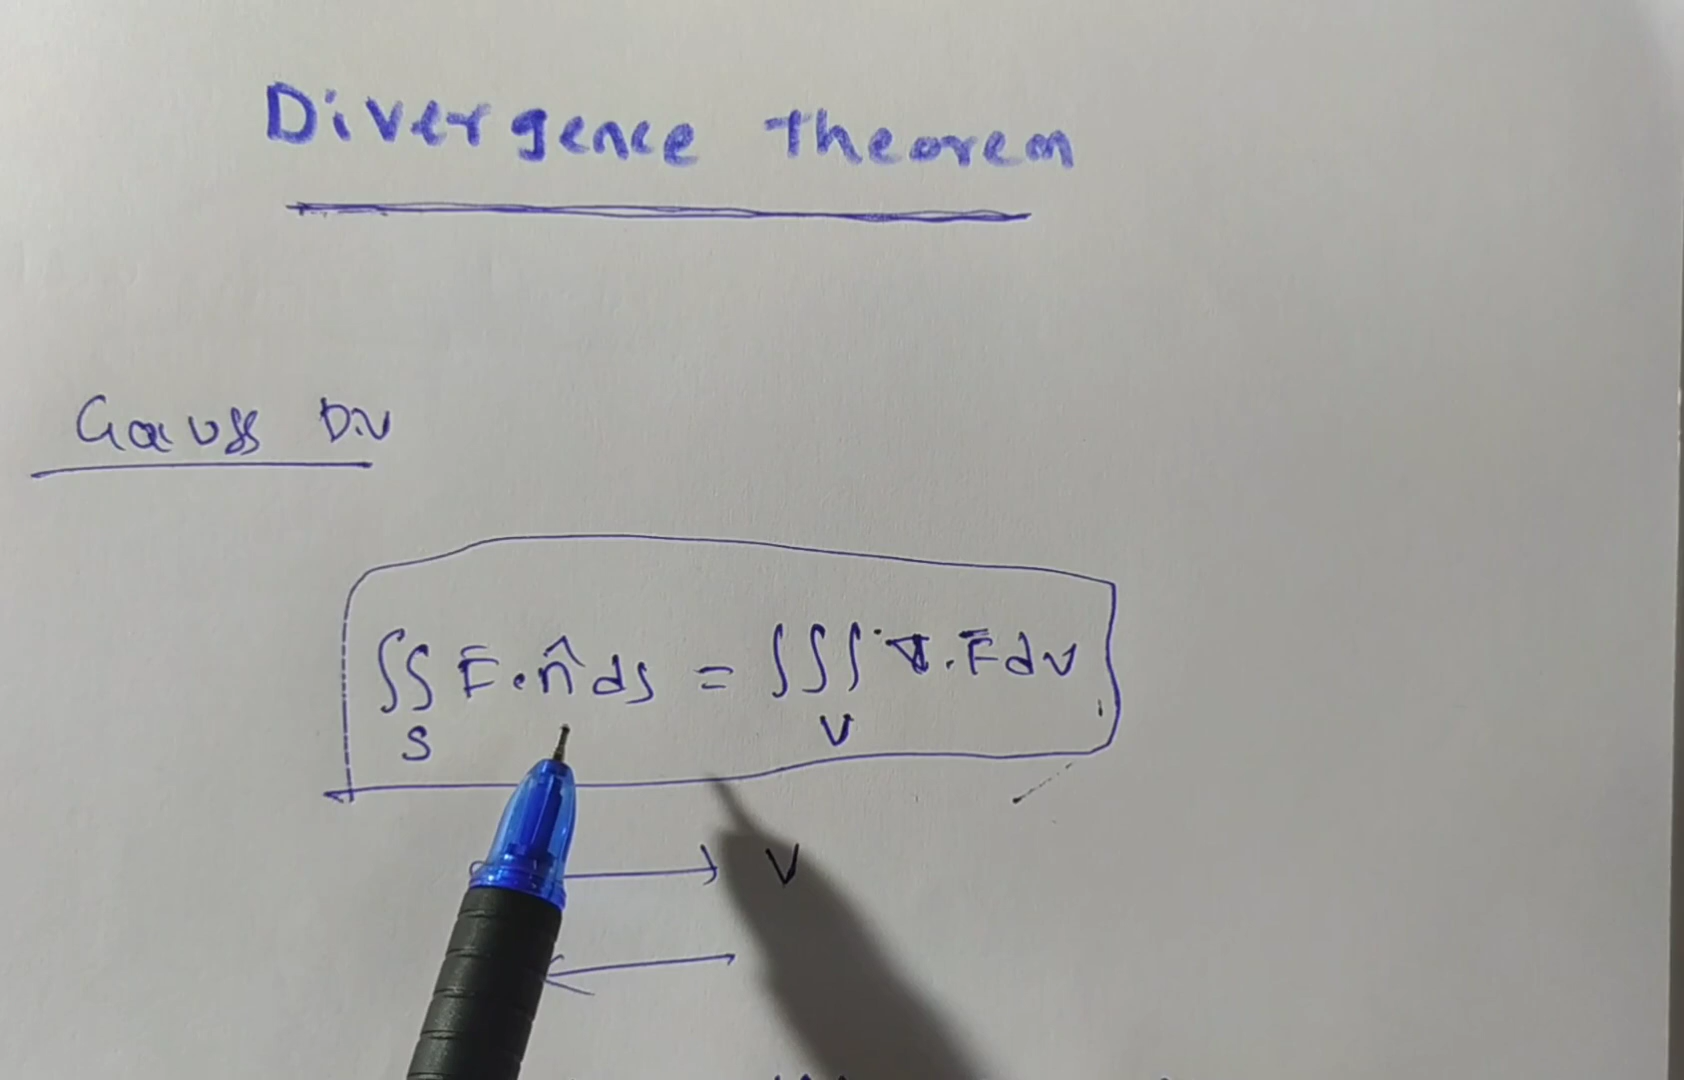 Divergence Theorem
Gauss Div
∬ F̄·n̂ ds = ∭ ∇·F̄ dv
S V
V